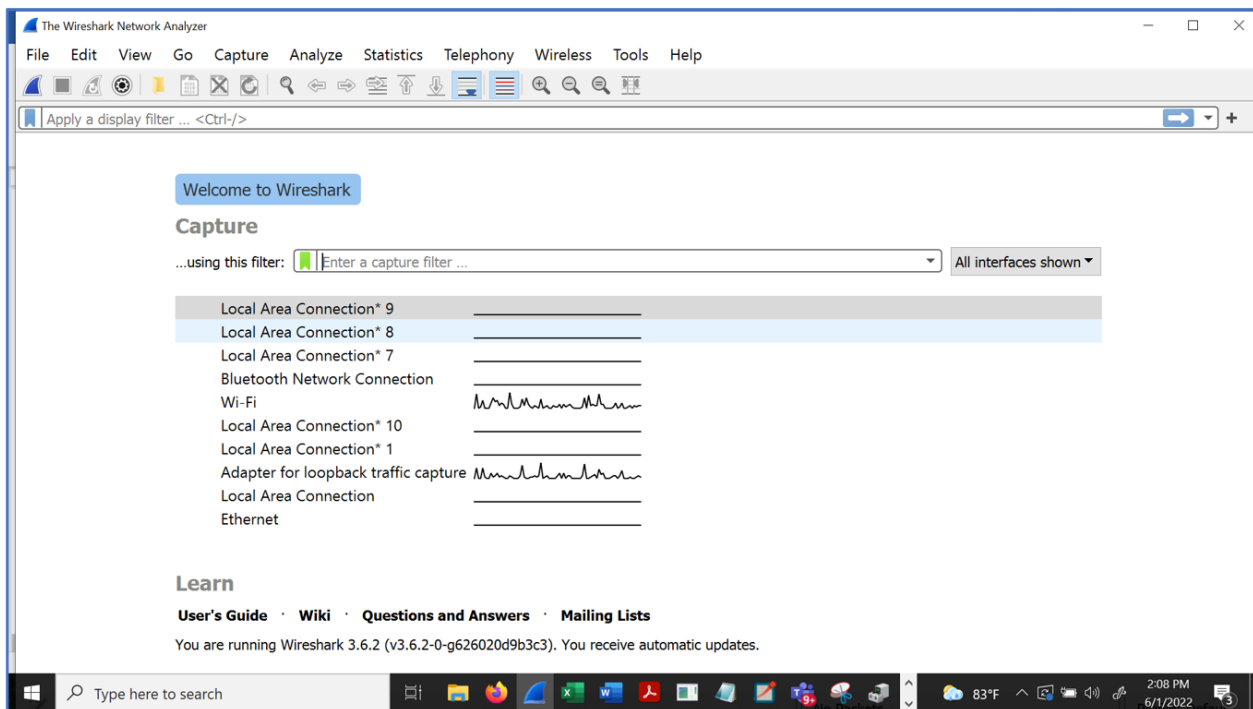 The Wireshark Network Analyzer
File Edit View Go Capture Analyze Statistics Telephony Wireless Tools Help
Apply a display filter ... <Ctrl-/>
Welcome to Wireshark
Capture
...using this filter: Enter a capture filter ... All interfaces shown
Local Area Connection* 9
Local Area Connection* 8
Local Area Connection* 7
Bluetooth Network Connection
Wi-Fi
Local Area Connection* 10
Local Area Connection* 1
Adapter for loopback traffic capture
Local Area Connection
Ethernet
Learn
User's Guide · Wiki · Questions and Answers · Mailing Lists
You are running Wireshark 3.6.2 (v3.6.2-0-g626020d9b3c3). You receive automatic updates.
Type here to search 9+ 83°F 2:08 PM
6/1/2022 3